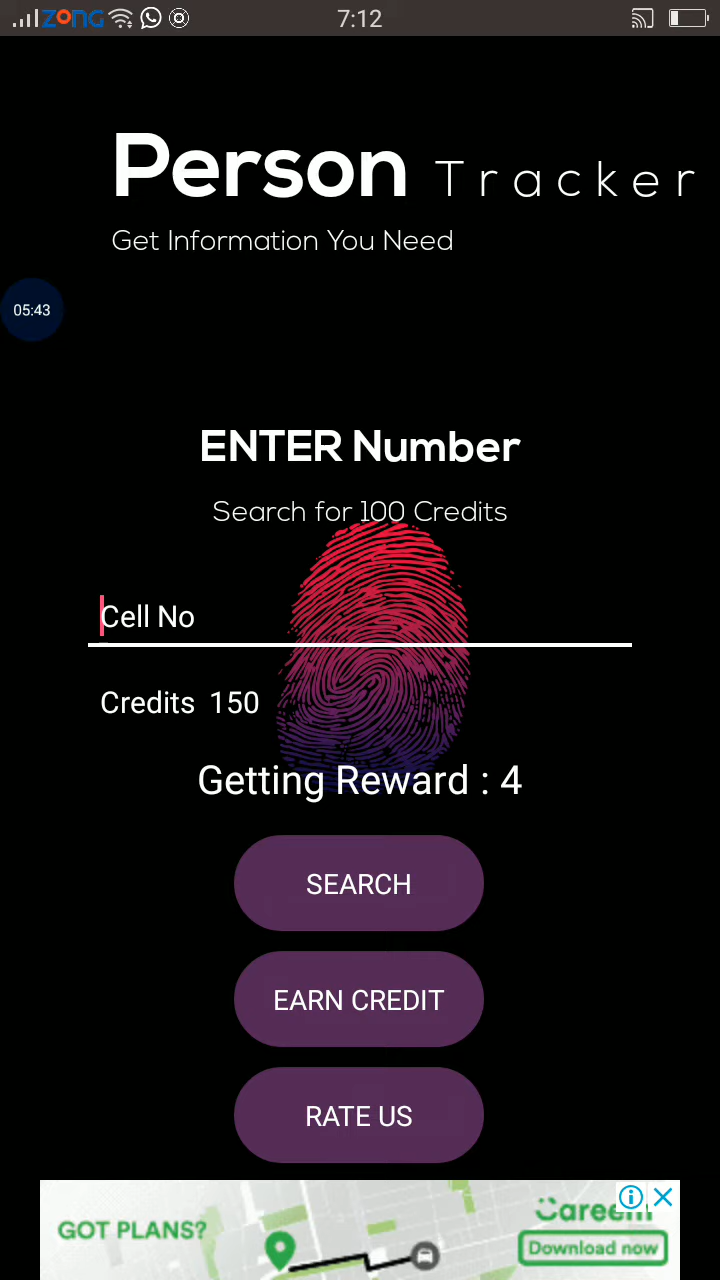 ZONG 7:12
Person Tracker
Get Information You Need
05:43
ENTER Number
Search for 100 Credits
Cell No
Credits 150
Getting Reward : 4
SEARCH
EARN CREDIT
RATE US
GOT PLANS?
Careem
Download now